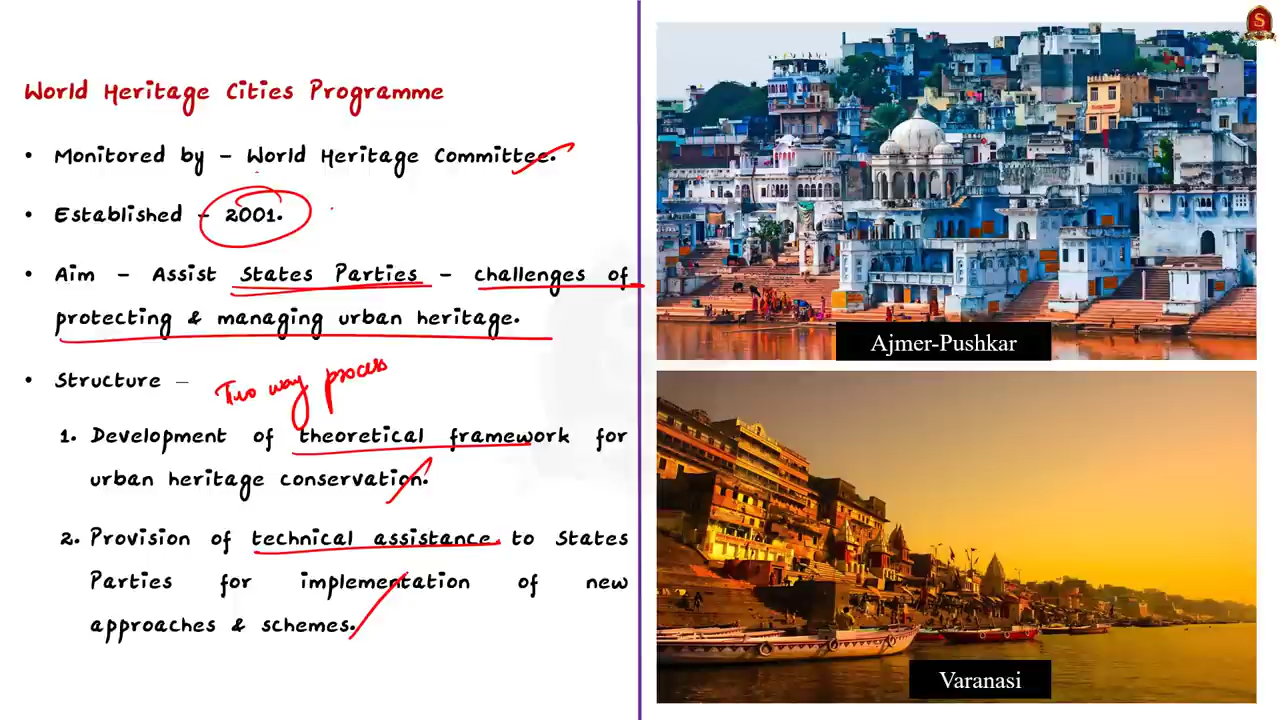 World Heritage Cities Programme
• Monitored by – World Heritage Committee.
• Established – 2001.
• Aim – Assist States Parties – challenges of
protecting & managing urban heritage.
• Structure –
Two way process
1. Development of theoretical framework for
urban heritage conservation.
2. Provision of technical assistance to States
Parties for implementation of new
approaches & schemes.
S
Ajmer-Pushkar
Varanasi